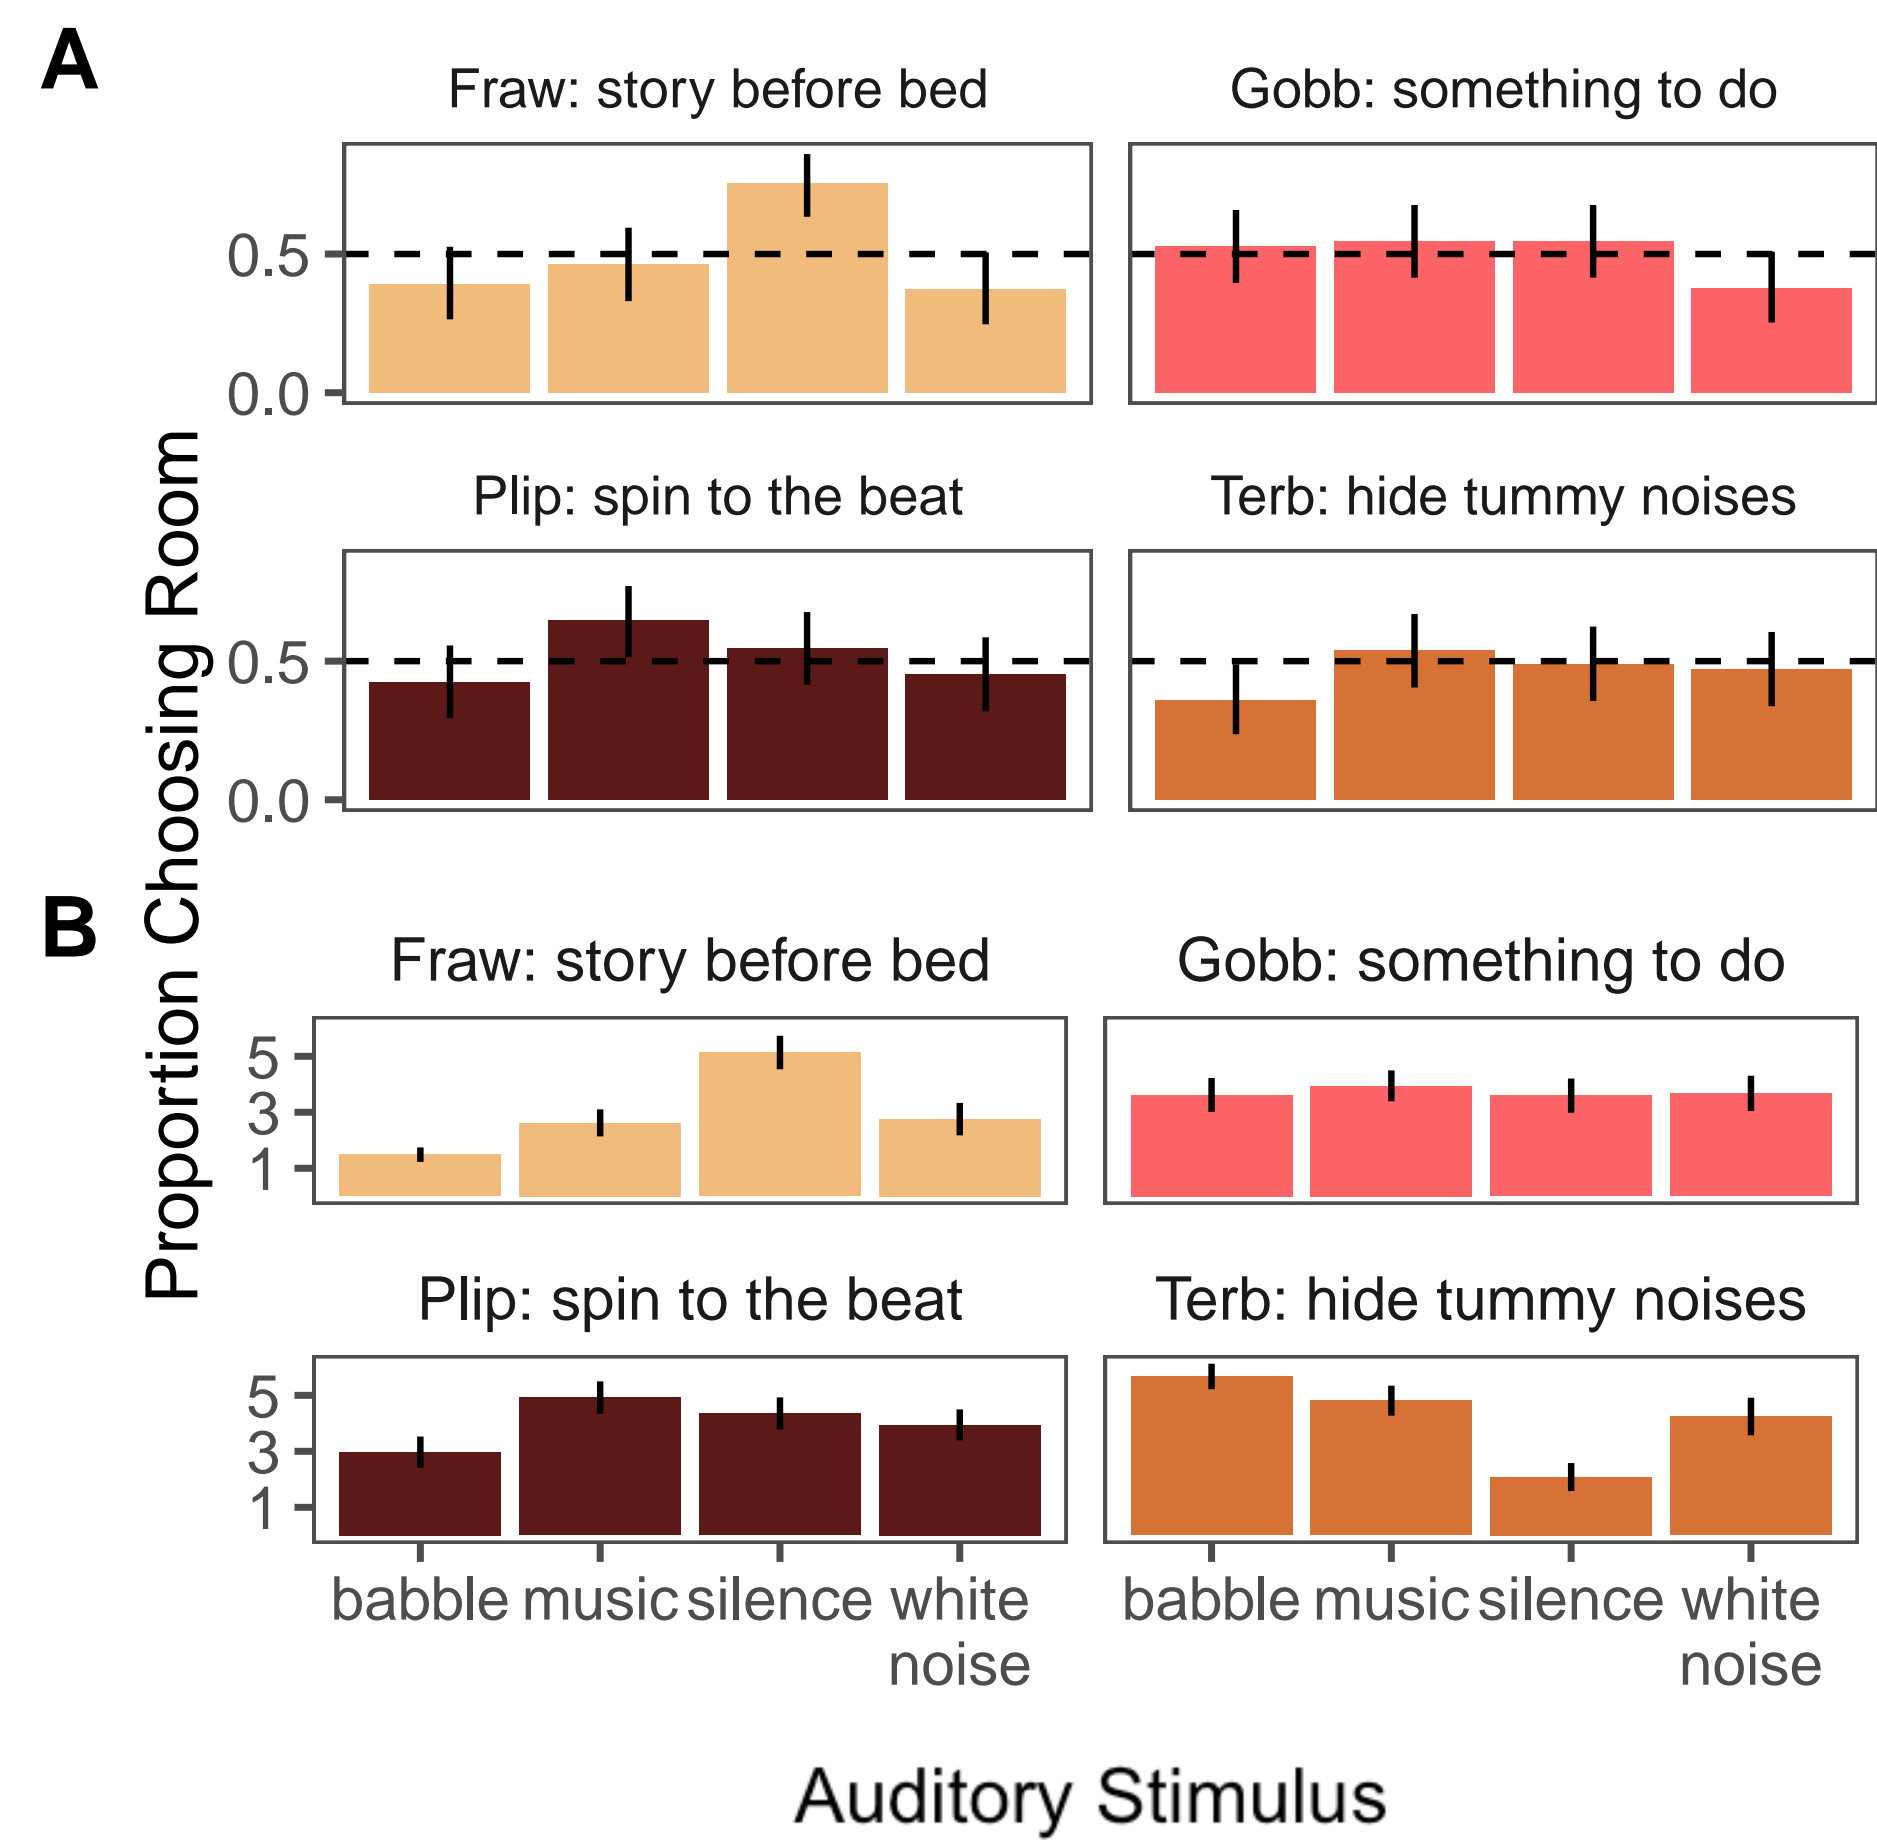 A
Fraw: story before bed
Gobb: something to do
0.5
0.0
Plip: spin to the beat
Terb: hide tummy noises
0.5
0.0
Proportion Choosing Room
B
Fraw: story before bed
Gobb: something to do
5
3
1
Plip: spin to the beat
Terb: hide tummy noises
5
3
1
babble music silence white noise
babble music silence white noise
Auditory Stimulus